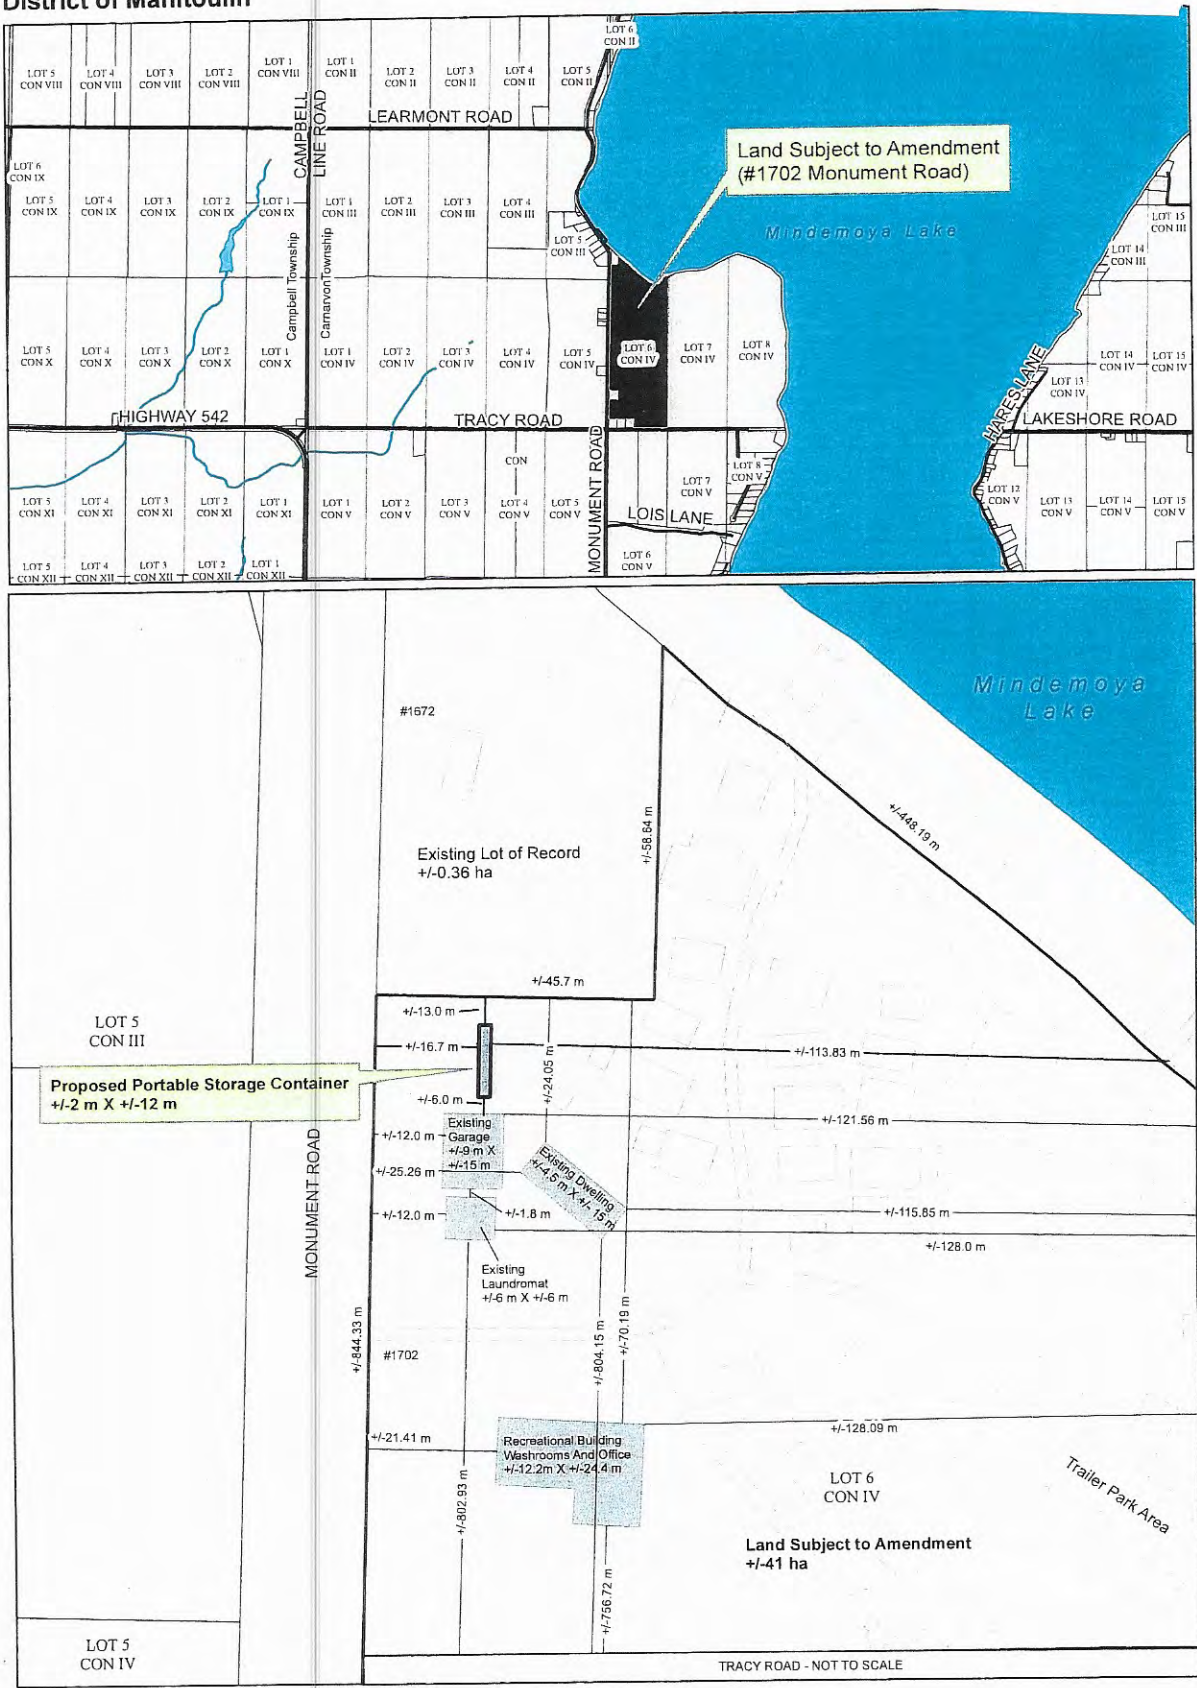 District of Manitoulin
LOT 6
CON II
LOT 5
CON VIII
LOT 4
CON VIII
LOT 3
CON VIII
LOT 2
CON VIII
LOT 1
CON VIII
LOT 1
CON II
LOT 2
CON II
LOT 3
CON II
LOT 4
CON II
LOT 5
CON II
CAMPBELL
LINE ROAD
LEARMONT ROAD
Land Subject to Amendment
(#1702 Monument Road)
LOT 6
CON IX
LOT 5
CON IX
LOT 4
CON IX
LOT 3
CON IX
LOT 2
CON IX
LOT 1
CON IX
LOT 1
CON III
LOT 2
CON III
LOT 3
CON III
LOT 4
CON III
LOT 5
CON III
Mindemoya Lake
LOT 15
CON III
LOT 14
CON III
Campbell Township
Carnarvon Township
LOT 5
CON X
LOT 4
CON X
LOT 3
CON X
LOT 2
CON X
LOT 1
CON X
LOT 1
CON IV
LOT 2
CON IV
LOT 3
CON IV
LOT 4
CON IV
LOT 5
CON IV
LOT 6
CON IV
LOT 7
CON IV
LOT 8
CON IV
LOT 13
CON IV
LOT 14
CON IV
LOT 15
CON IV
HARES LANE
HIGHWAY 542
TRACY ROAD
LAKESHORE ROAD
MONUMENT ROAD
CON
LOT 5
CON XI
LOT 4
CON XI
LOT 3
CON XI
LOT 2
CON XI
LOT 1
CON XI
LOT 1
CON V
LOT 2
CON V
LOT 3
CON V
LOT 4
CON V
LOT 5
CON V
LOT 7
CON V
LOT 8
CON V
LOT 12
CON V
LOT 13
CON V
LOT 14
CON V
LOT 15
CON V
LOIS LANE
LOT 6
CON V
LOT 5
CON XII
LOT 4
CON XII
LOT 3
CON XII
LOT 2
CON XII
LOT 1
CON XII
Mindemoya
Lake
#1672
+/-448.19 m
+/-58.64 m
Existing Lot of Record
+/-0.36 ha
+/-45.7 m
+/-13.0 m
LOT 5
CON III
+/-16.7 m
+/-24.05 m
+/-113.83 m
Proposed Portable Storage Container
+/-2 m X +/-12 m
+/-6.0 m
+/-121.56 m
Existing
Garage
+/-9 m X
+/-15 m
+/-12.0 m
+/-25.26 m
Existing Dwelling
+/-4.5 m X +/- 15 m
+/-12.0 m
+/-1.8 m
+/-115.85 m
+/-128.0 m
MONUMENT ROAD
Existing
Laundromat
+/-6 m X +/-6 m
+/-844.33 m
#1702
+/-804.15 m
+/-70.19 m
+/-128.09 m
+/-21.41 m
Recreational Building
Washrooms And Office
+/-12.2m X +/-24.4 m
+/-802.93 m
LOT 6
CON IV
Trailer Park Area
Land Subject to Amendment
+/-41 ha
+/-756.72 m
LOT 5
CON IV
TRACY ROAD - NOT TO SCALE